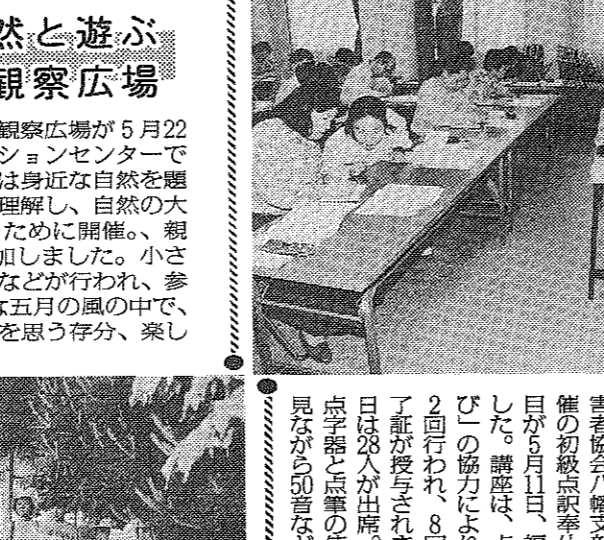 然と遊ぶ
観察広場
観察広場が5月22
ションセンターで
は身近な自然を題
理解し、自然の大
ために開催。、親
加しました。小さ
などが行われ、参
な五月の風の中で、
を思う存分、楽し
害者協会八幡支部
催の初級点訳奉仕
目が5月11日、福
した。講座は、点
び」の協力により
2回行われ、8回
了証が授与されま
日は28人が出席。
点字器と点筆の使
見ながら50音など